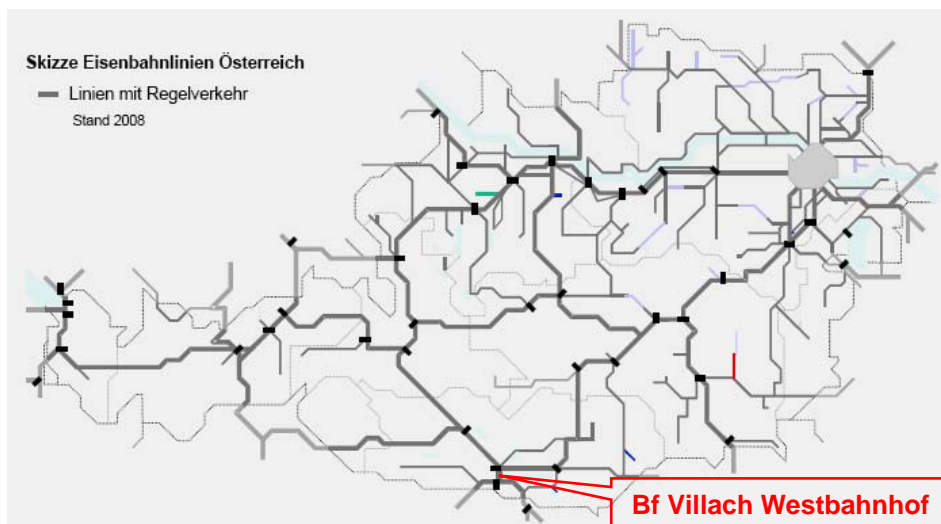 Skizze Eisenbahnlinien Österreich
Linien mit Regelverkehr
Stand 2008
Bf Villach Westbahnhof